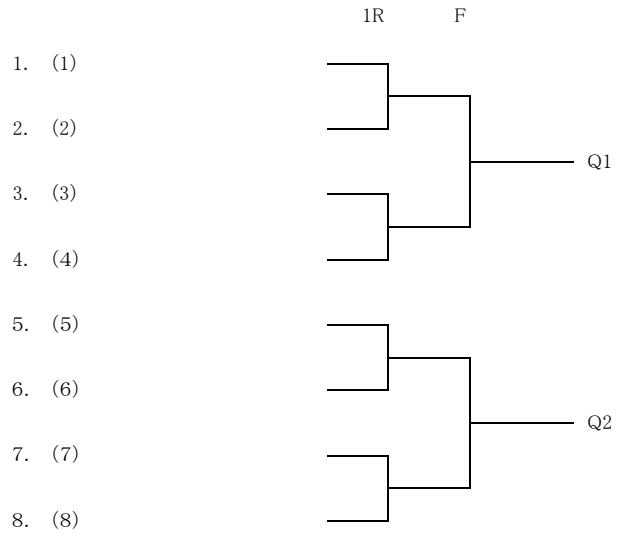 1R F
1. (1)
2. (2)
Q1
3. (3)
4. (4)
5. (5)
6. (6)
Q2
7. (7)
8. (8)